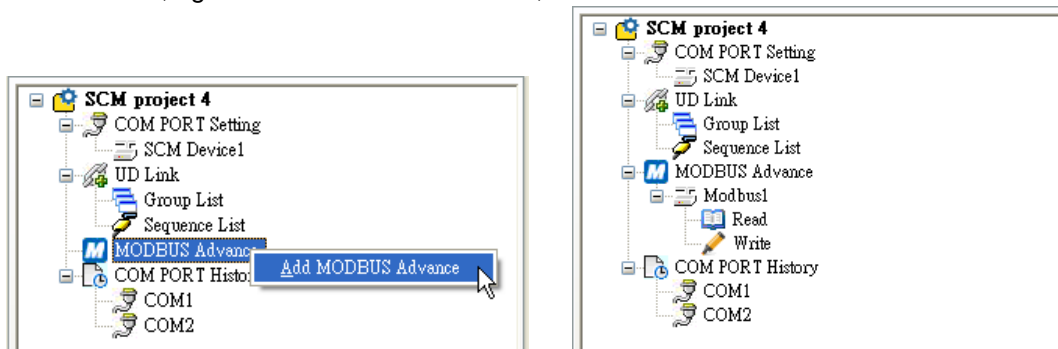 SCM project 4
COM PORT Setting
SCM Device1
UD Link
Group List
Sequence List
MODBUS Advance
Add MODBUS Advance
COM PORT Histo
COM1
COM2
SCM project 4
COM PORT Setting
SCM Device1
UD Link
Group List
Sequence List
MODBUS Advance
Modbus1
Read
Write
COM PORT History
COM1
COM2